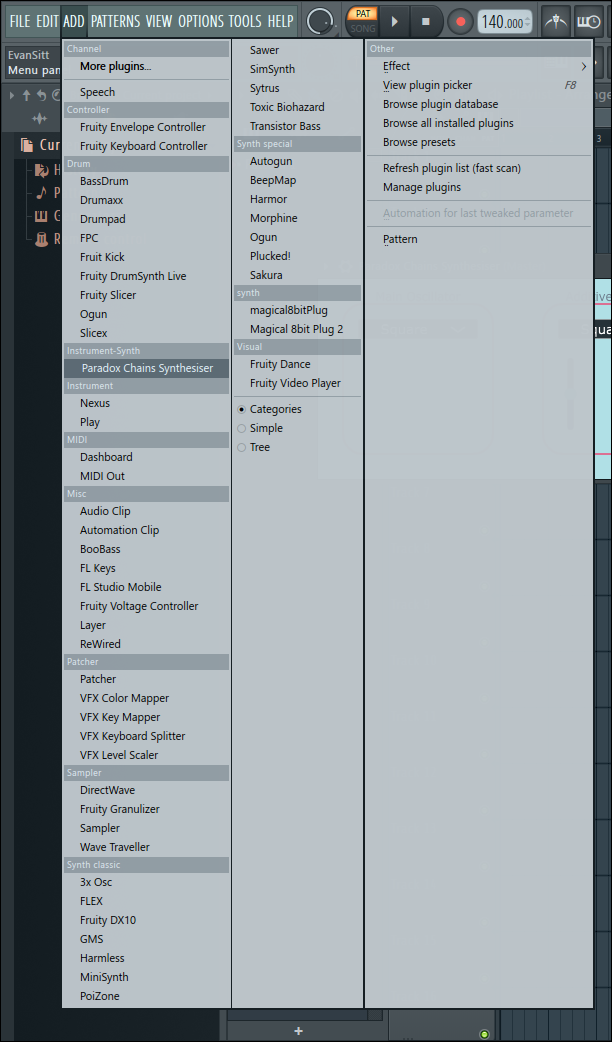 FILE EDIT ADD PATTERNS VIEW OPTIONS TOOLS HELP
PAT
SONG
140.000
EvanSitt
Menu pan
Cur
3
Channel
More plugins...
Speech
Controller
Fruity Envelope Controller
Fruity Keyboard Controller
Drum
BassDrum
Drumaxx
Drumpad
FPC
Fruit Kick
Fruity DrumSynth Live
Fruity Slicer
Ogun
Slicex
Instrument-Synth
Paradox Chains Synthesiser
Instrument
Nexus
Play
MIDI
Dashboard
MIDI Out
Misc
Audio Clip
Automation Clip
BooBass
FL Keys
FL Studio Mobile
Fruity Voltage Controller
Layer
ReWired
Patcher
Patcher
VFX Color Mapper
VFX Key Mapper
VFX Keyboard Splitter
VFX Level Scaler
Sampler
DirectWave
Fruity Granulizer
Sampler
Wave Traveller
Synth classic
3x Osc
FLEX
Fruity DX10
GMS
Harmless
MiniSynth
PoiZone
Sawer
SimSynth
Sytrus
Toxic Biohazard
Transistor Bass
Synth special
Autogun
BeepMap
Harmor
Morphine
Ogun
Plucked!
Sakura
synth
magical8bitPlug
Magical 8bit Plug 2
Visual
Fruity Dance
Fruity Video Player
Categories
Simple
Tree
Other
Effect
View plugin picker F8
Browse plugin database
Browse all installed plugins
Browse presets
Refresh plugin list (fast scan)
Manage plugins
Automation for last tweaked parameter
Pattern